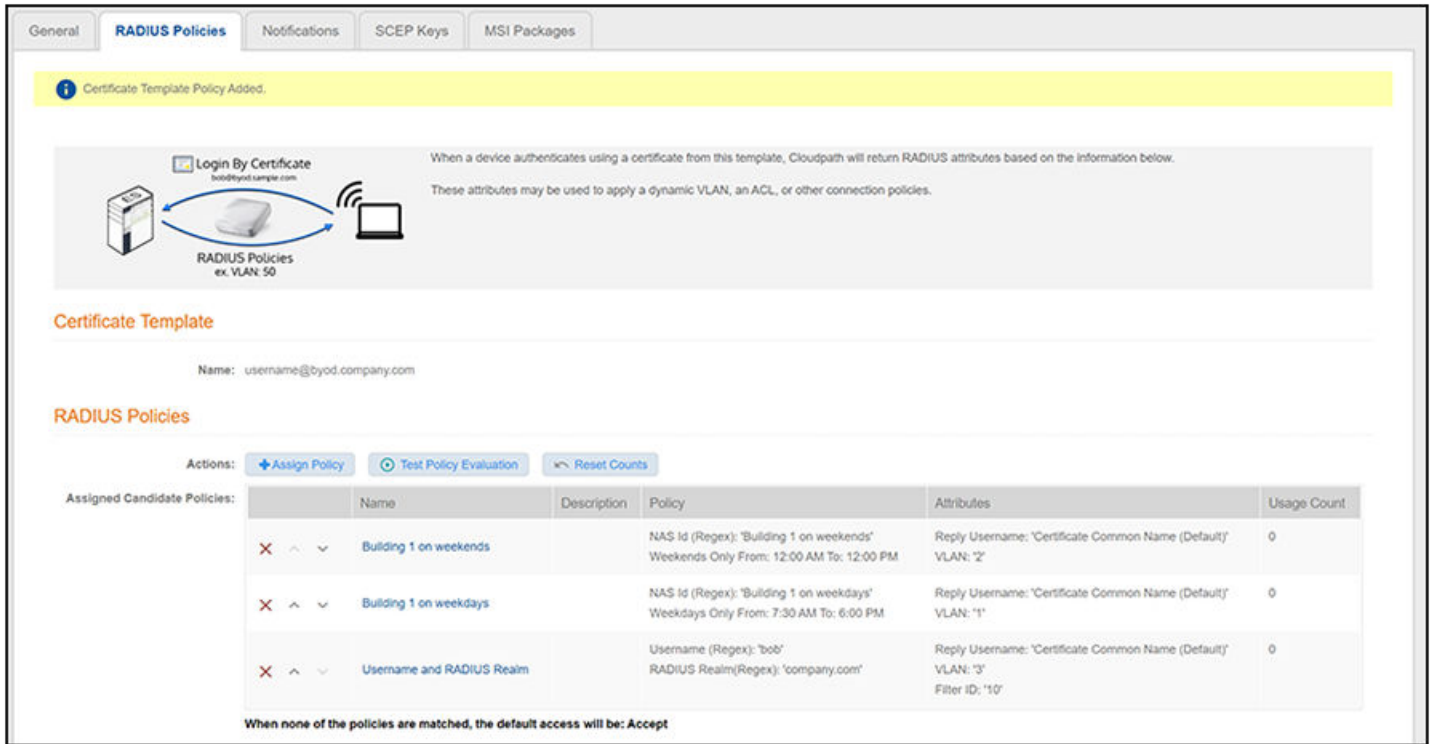 General RADIUS Policies Notifications SCEP Keys MSI Packages
Certificate Template Policy Added.
Login By Certificate
bob@byod.sample.com
ES
RADIUS Policies
ex. VLAN: 50
When a device authenticates using a certificate from this template, Cloudpath will return RADIUS attributes based on the information below.
These attributes may be used to apply a dynamic VLAN, an ACL, or other connection policies.
Certificate Template
Name: username@byod.company.com
RADIUS Policies
Actions: Assign Policy Test Policy Evaluation Reset Counts
Assigned Candidate Policies: Name Description Policy Attributes Usage Count
Building 1 on weekends NAS Id (Regex): 'Building 1 on weekends' Reply Username: 'Certificate Common Name (Default)' 0
Weekends Only From: 12:00 AM To: 12:00 PM VLAN: '2'
Building 1 on weekdays NAS Id (Regex): 'Building 1 on weekdays' Reply Username: 'Certificate Common Name (Default)' 0
Weekdays Only From: 7:30 AM To: 6:00 PM VLAN: '1'
Username and RADIUS Realm Username (Regex): 'bob' Reply Username: 'Certificate Common Name (Default)' 0
RADIUS Realm(Regex): 'company.com' VLAN: '3'
Filter ID: '10'
When none of the policies are matched, the default access will be: Accept